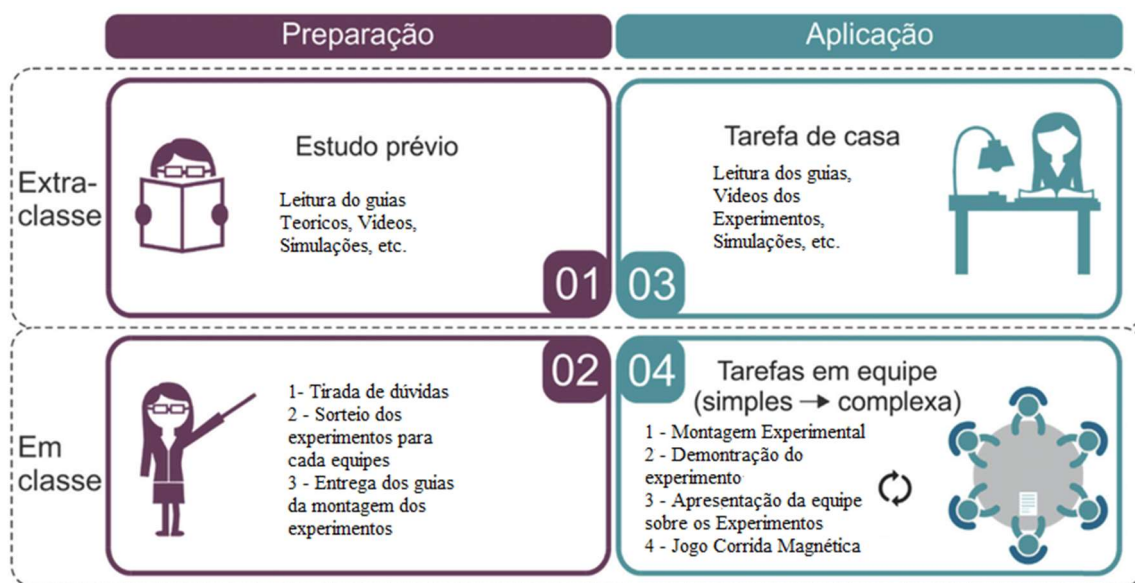 Preparação
Aplicação
Extra-
classe
Estudo prévio
Leitura do guias
Teoricos, Videos,
Simulações, etc.
01
Tarefa de casa
Leitura dos guias,
Videos dos
Experimentos,
Simulações, etc.
03
Em
classe
02
1- Tirada de dúvidas
2 - Sorteio dos
experimentos para
cada equipes
3 - Entrega dos guias
da montagem dos
experimentos
04
Tarefas em equipe
(simples → complexa)
1 - Montagem Experimental
2 - Demontração do
experimento
3 - Apresentação da equipe
sobre os Experimentos
4 - Jogo Corrida Magnética